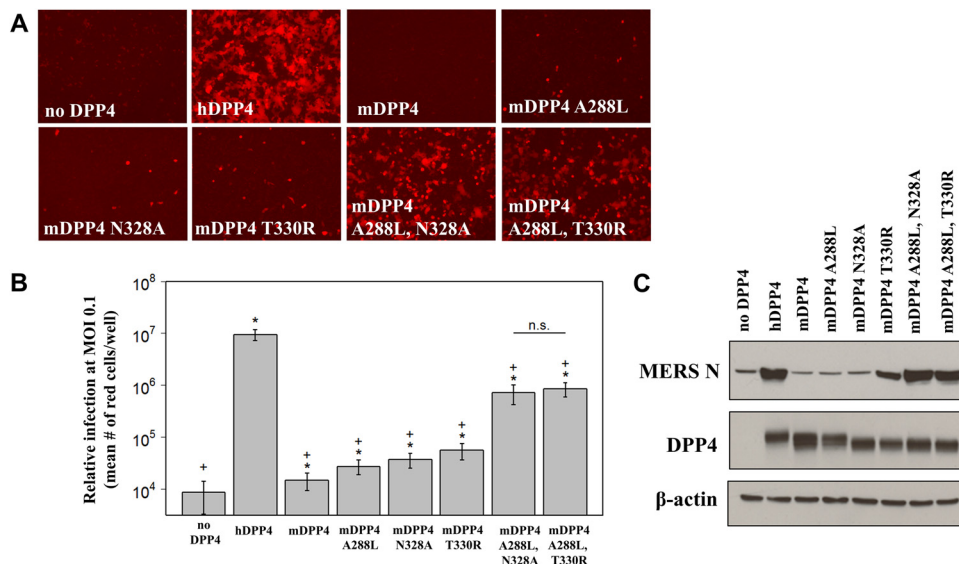 A
no DPP4
hDPP4
mDPP4
mDPP4 A288L
mDPP4 N328A
mDPP4 T330R
mDPP4
A288L, N328A
mDPP4
A288L, T330R
B
Relative infection at MOI 0.1
(mean # of red cells/well)
10⁸
10⁷
10⁶
10⁵
10⁴
+
*
+
*
+
*
+
*
+
*
n.s.
+
*
+
*
no
DPP4
hDPP4
mDPP4
mDPP4
A288L
mDPP4
N328A
mDPP4
T330R
mDPP4
A288L,
N328A
mDPP4
A288L,
T330R
C
no DPP4
hDPP4
mDPP4
mDPP4 A288L
mDPP4 N328A
mDPP4 T330R
mDPP4 A288L, N328A
mDPP4 A288L, T330R
MERS N
DPP4
β-actin